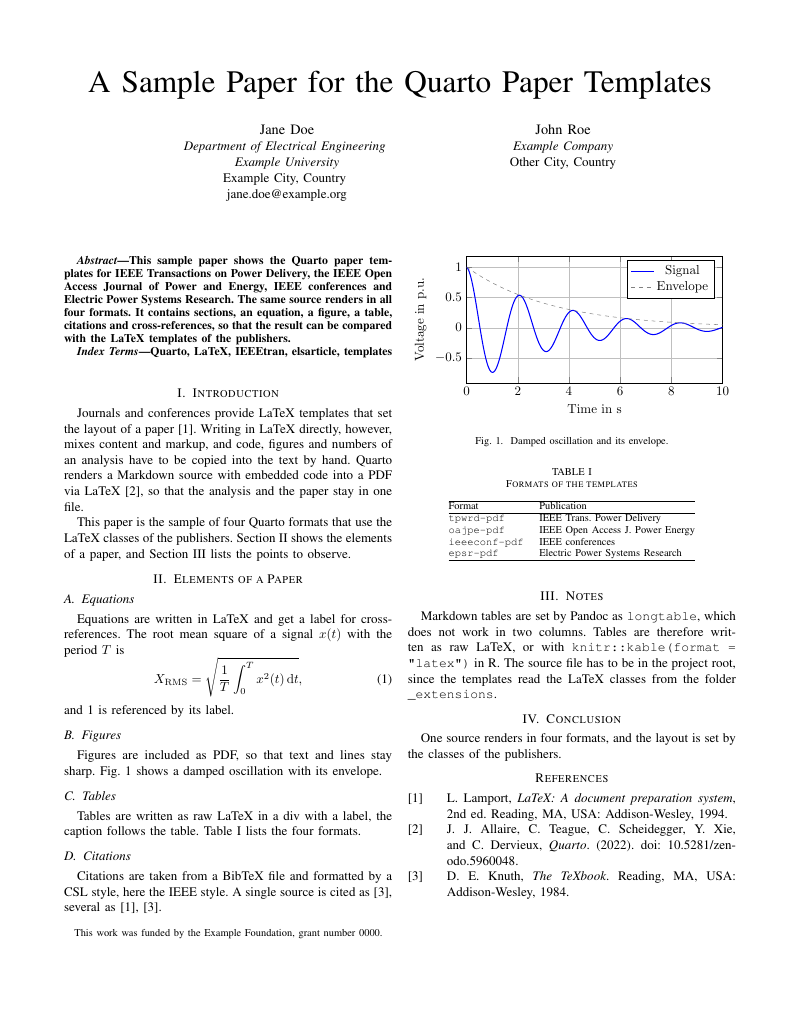 A Sample Paper for the Quarto Paper Templates
Jane Doe
Department of Electrical Engineering
Example University
Example City, Country
jane.doe@example.org
John Roe
Example Company
Other City, Country
Abstract—This sample paper shows the Quarto paper tem-
plates for IEEE Transactions on Power Delivery, the IEEE Open
Access Journal of Power and Energy, IEEE conferences and
Electric Power Systems Research. The same source renders in all
four formats. It contains sections, an equation, a figure, a table,
citations and cross-references, so that the result can be compared
with the LaTeX templates of the publishers.
Index Terms—Quarto, LaTeX, IEEEtran, elsarticle, templates
I. Introduction
Journals and conferences provide LaTeX templates that set
the layout of a paper [1]. Writing in LaTeX directly, however,
mixes content and markup, and code, figures and numbers of
an analysis have to be copied into the text by hand. Quarto
renders a Markdown source with embedded code into a PDF
via LaTeX [2], so that the analysis and the paper stay in one
file.
This paper is the sample of four Quarto formats that use the
LaTeX classes of the publishers. Section II shows the elements
of a paper, and Section III lists the points to observe.
II. Elements of a Paper
A. Equations
Equations are written in LaTeX and get a label for cross-
references. The root mean square of a signal x(t) with the
period T is
X_RMS = √(1/T ∫₀ᵀ x²(t) dt), (1)
and 1 is referenced by its label.
B. Figures
Figures are included as PDF, so that text and lines stay
sharp. Fig. 1 shows a damped oscillation with its envelope.
C. Tables
Tables are written as raw LaTeX in a div with a label, the
caption follows the table. Table I lists the four formats.
D. Citations
Citations are taken from a BibTeX file and formatted by a
CSL style, here the IEEE style. A single source is cited as [3],
several as [1], [3].
This work was funded by the Example Foundation, grant number 0000.
Signal
Envelope
1
0.5
0
−0.5
Voltage in p.u.
0 2 4 6 8 10
Time in s
Fig. 1. Damped oscillation and its envelope.
TABLE I
Formats of the templates
Format Publication
tpwrd-pdf IEEE Trans. Power Delivery
oajpe-pdf IEEE Open Access J. Power Energy
ieeeconf-pdf IEEE conferences
epsr-pdf Electric Power Systems Research
III. Notes
Markdown tables are set by Pandoc as longtable, which
does not work in two columns. Tables are therefore writ-
ten as raw LaTeX, or with knitr::kable(format =
"latex") in R. The source file has to be in the project root,
since the templates read the LaTeX classes from the folder
_extensions.
IV. Conclusion
One source renders in four formats, and the layout is set by
the classes of the publishers.
References
[1] L. Lamport, LaTeX: A document preparation system,
2nd ed. Reading, MA, USA: Addison-Wesley, 1994.
[2] J. J. Allaire, C. Teague, C. Scheidegger, Y. Xie,
and C. Dervieux, Quarto. (2022). doi: 10.5281/zen-
odo.5960048.
[3] D. E. Knuth, The TeXbook. Reading, MA, USA:
Addison-Wesley, 1984.